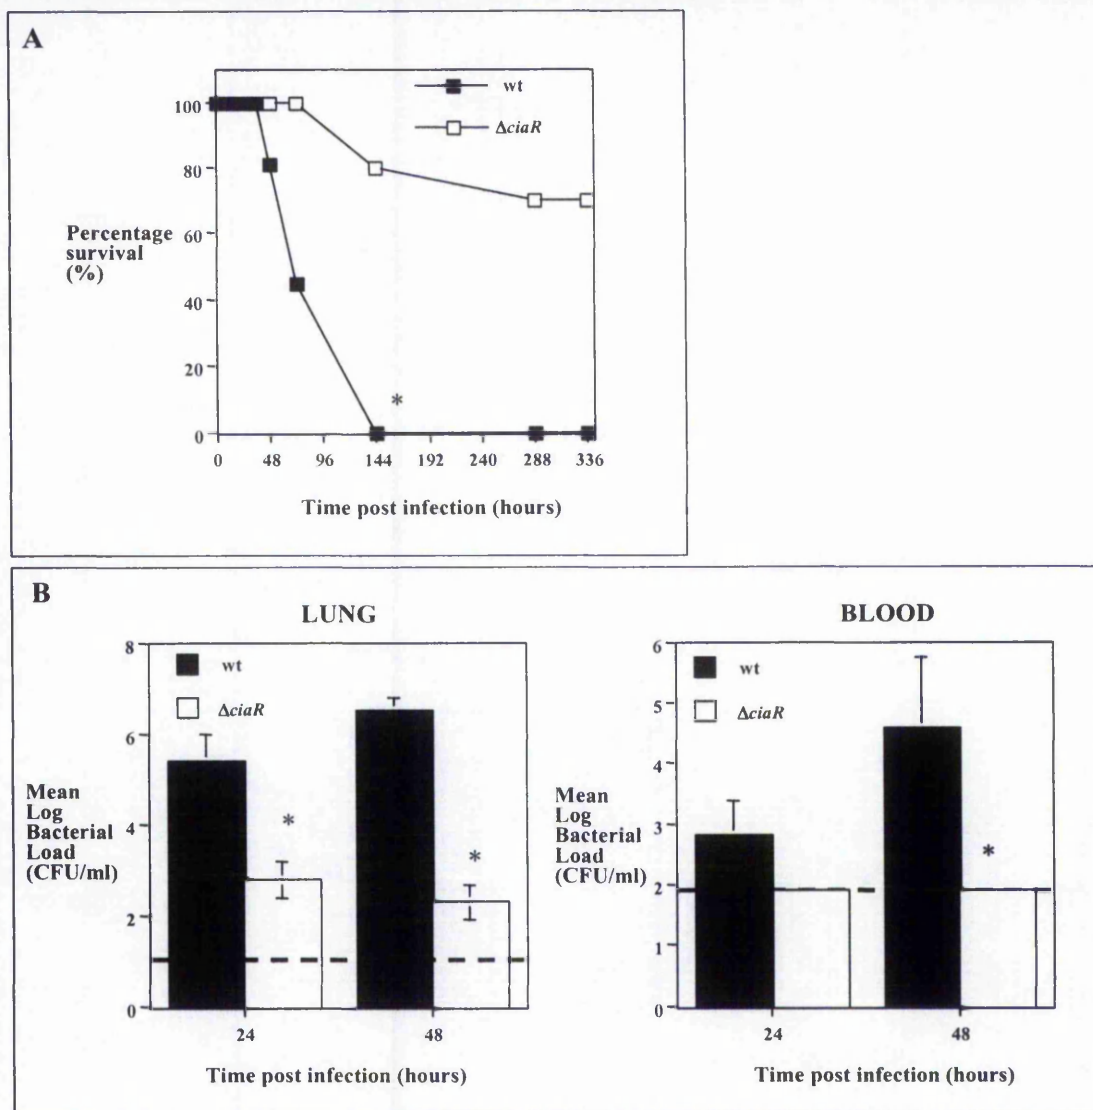 A
wt
ΔciaR
100
80
60
40
20
0
Percentage
survival
(%)
0 48 96 144 192 240 288 336
*
Time post infection (hours)
B
LUNG
wt
ΔciaR
8
6
4
2
0
Mean
Log
Bacterial
Load
(CFU/ml)
*
*
24 48
Time post infection (hours)
BLOOD
wt
ΔciaR
6
5
4
3
2
1
0
Mean
Log
Bacterial
Load
(CFU/ml)
*
24 48
Time post infection (hours)